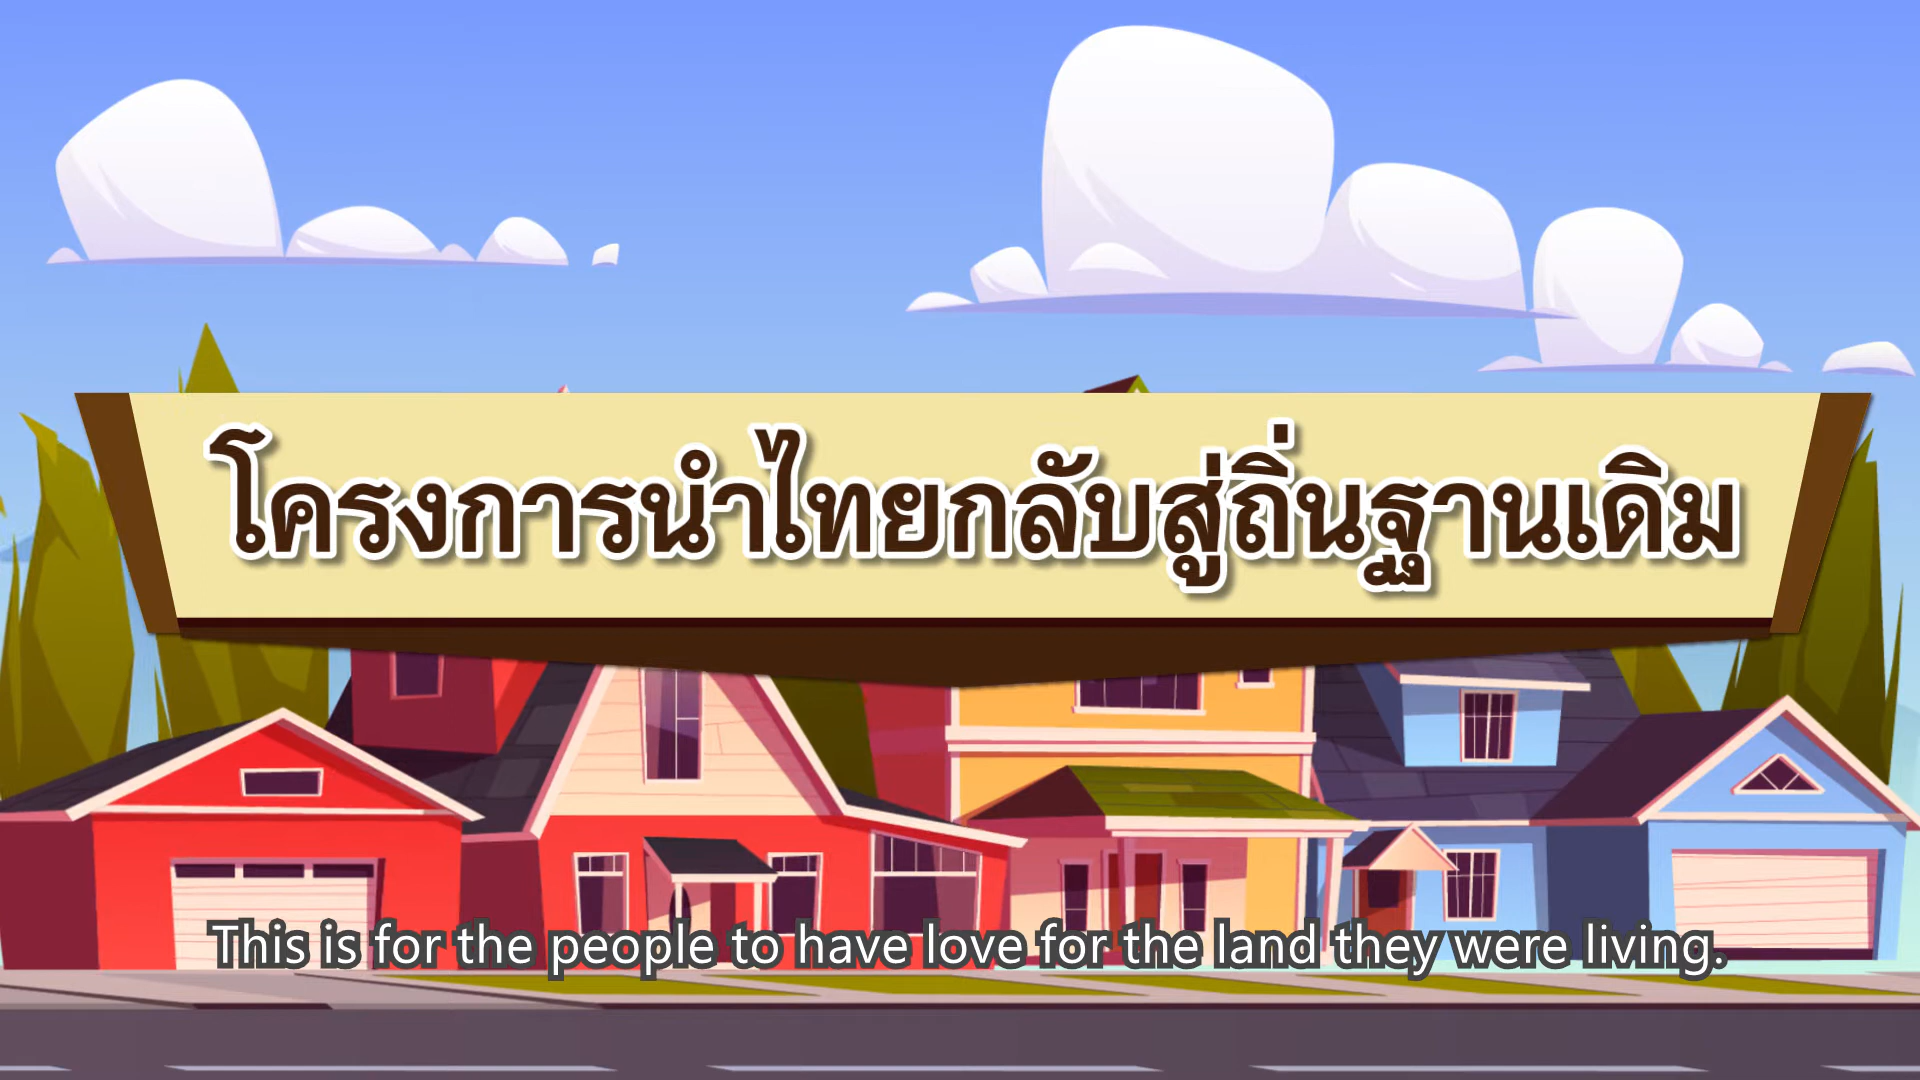 โครงการนำไทยกลับสู่ถิ่นฐานเดิม
This is for the people to have love for the land they were living.